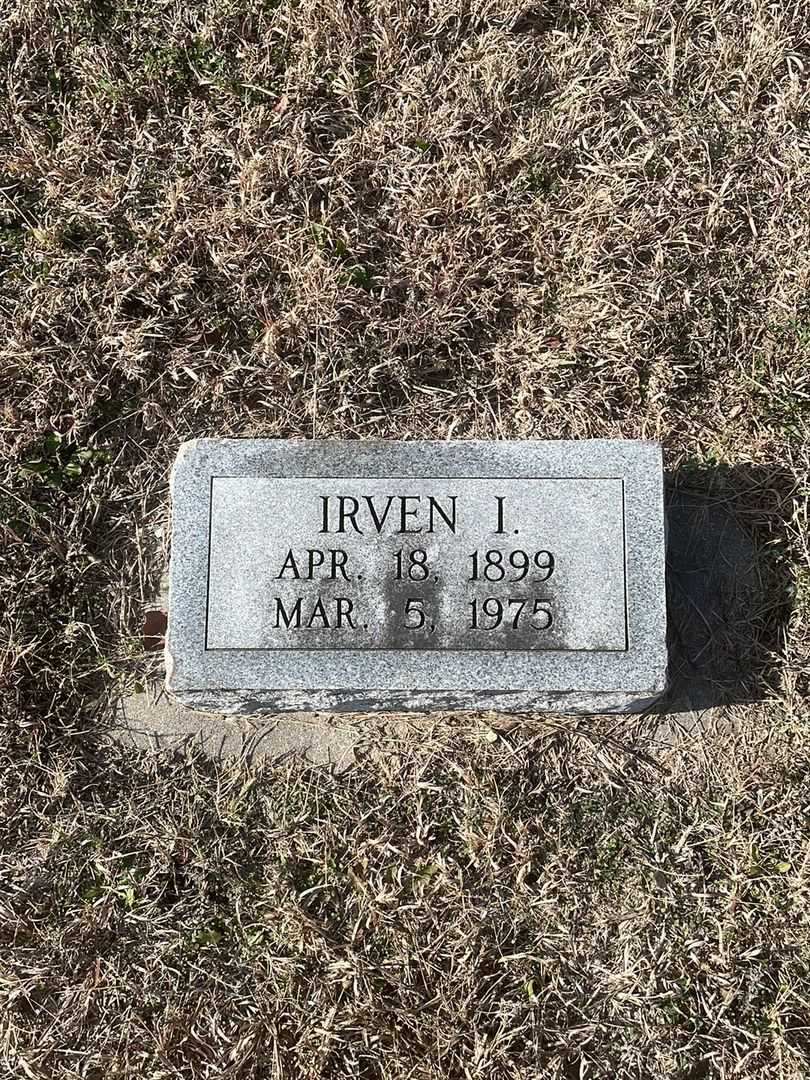 IRVEN I.
APR. 18, 1899
MAR. 5, 1975